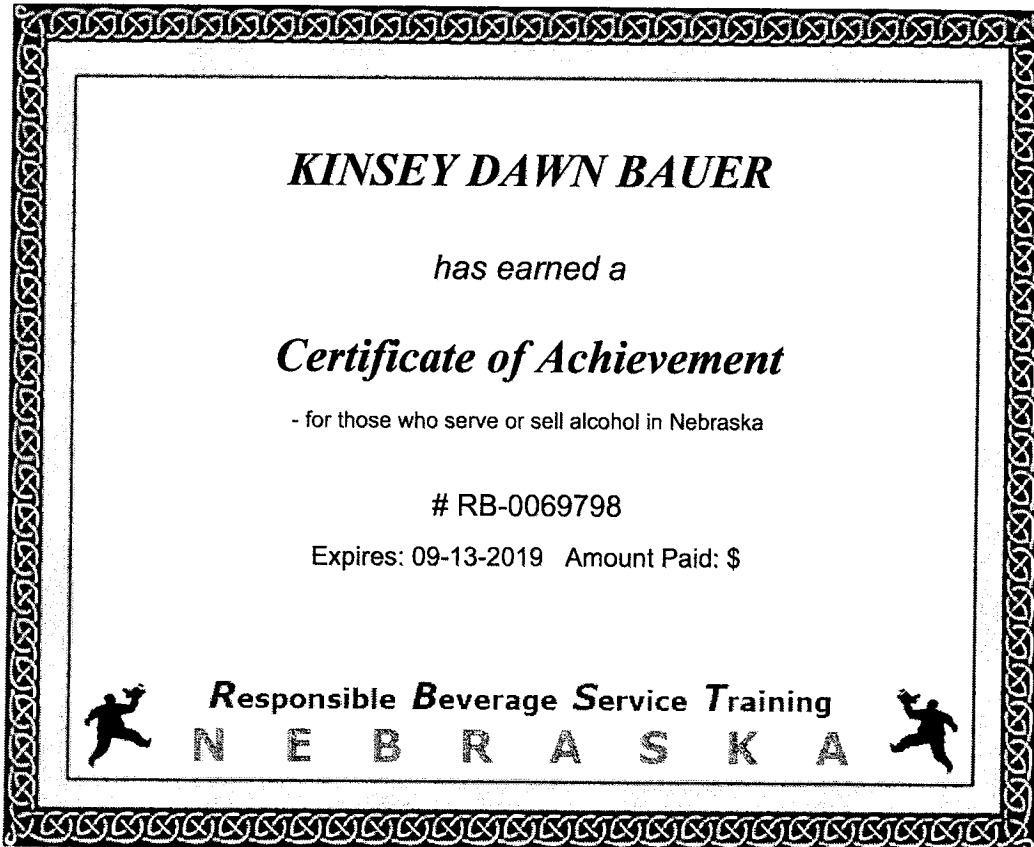 KINSEY DAWN BAUER
has earned a
Certificate of Achievement
- for those who serve or sell alcohol in Nebraska
# RB-0069798
Expires: 09-13-2019 Amount Paid: $
Responsible Beverage Service Training
NEBRASKA